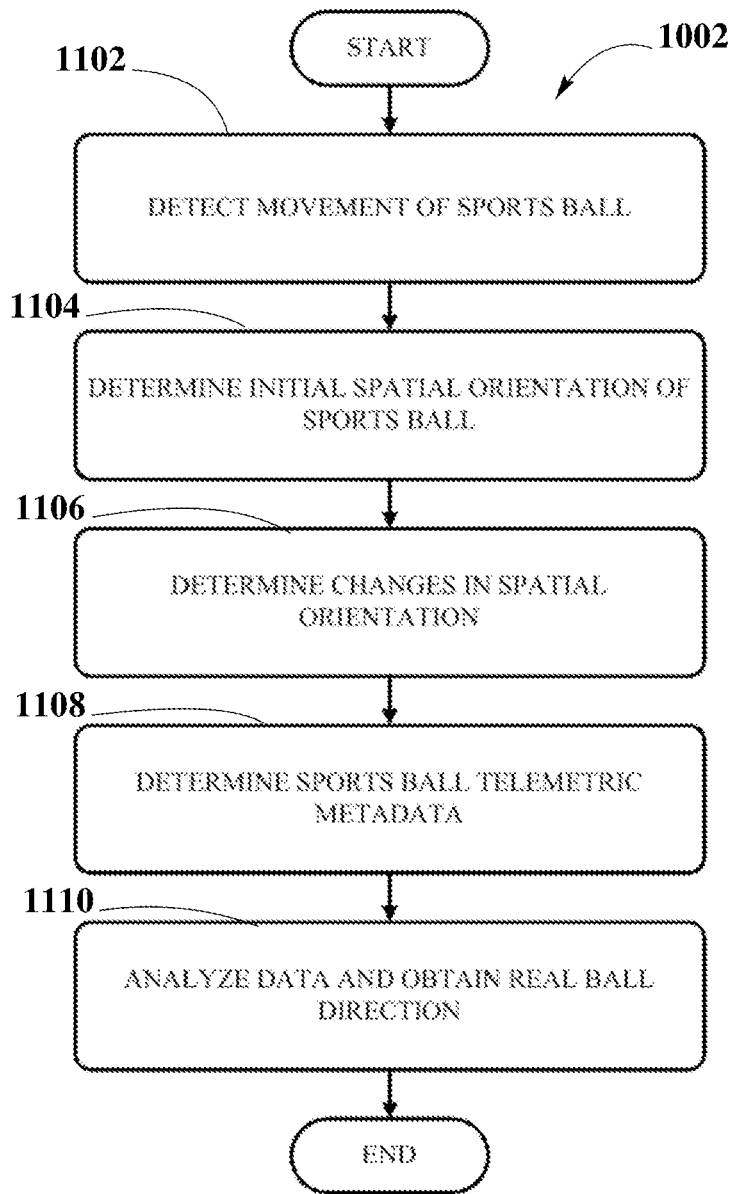 START
1002
1102
DETECT MOVEMENT OF SPORTS BALL
1104
DETERMINE INITIAL SPATIAL ORIENTATION OF
SPORTS BALL
1106
DETERMINE CHANGES IN SPATIAL
ORIENTATION
1108
DETERMINE SPORTS BALL TELEMETRIC
METADATA
1110
ANALYZE DATA AND OBTAIN REAL BALL
DIRECTION
END